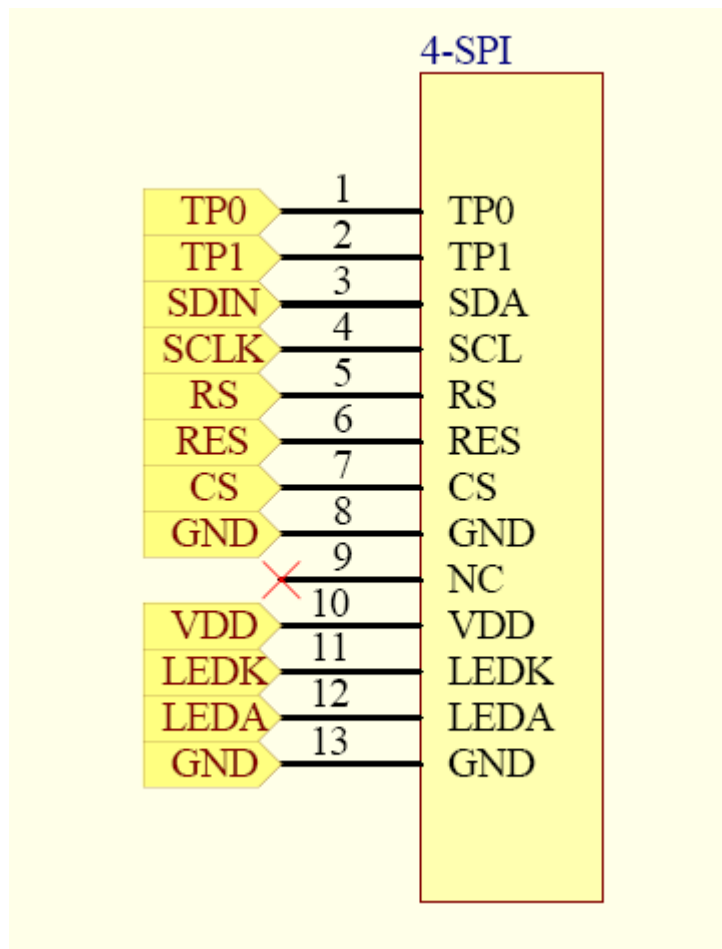 4-SPI
TP0 1 TP0
TP1 2 TP1
SDIN 3 SDA
SCLK 4 SCL
RS 5 RS
RES 6 RES
CS 7 CS
GND 8 GND
9 NC
VDD 10 VDD
LEDK 11 LEDK
LEDA 12 LEDA
GND 13 GND